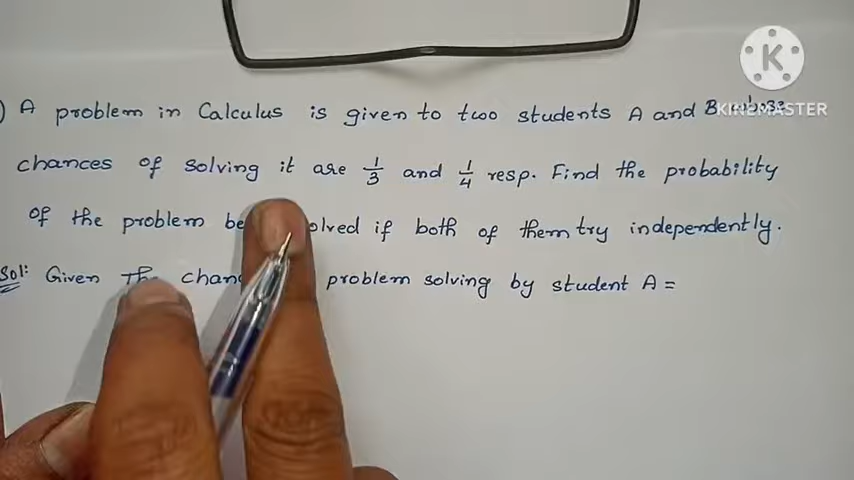 ) A problem in Calculus is given to two students A and B whose
chances of solving it are 1/3 and 1/4 resp. Find the probability
of the problem be olved if both of them try independently.
Sol: Given the chan problem solving by student A =
K
KINEMASTER